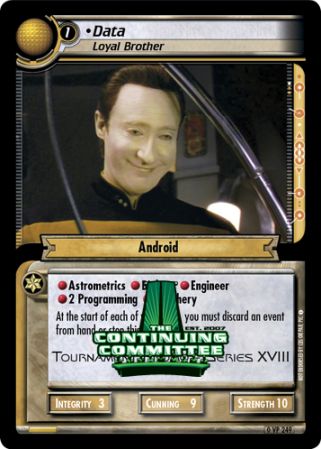 1
•Data
Loyal Brother
Android
•Astrometrics • •Engineer
•2 Programming
At the start of each of you must discard an event
from hand or stop this
EST. 2007
THE
CONTINUING
COMMITTEE
SERIES XVIII
INTEGRITY 3
CUNNING 9
STRENGTH 10
0 VP 249